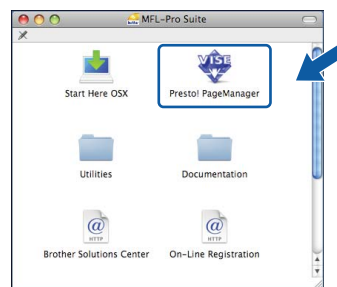 MFL-Pro Suite
VISE
Start Here OSX
Presto! PageManager
Utilities
Documentation
@
HTTP
@
HTTP
Brother Solutions Center
On-Line Registration